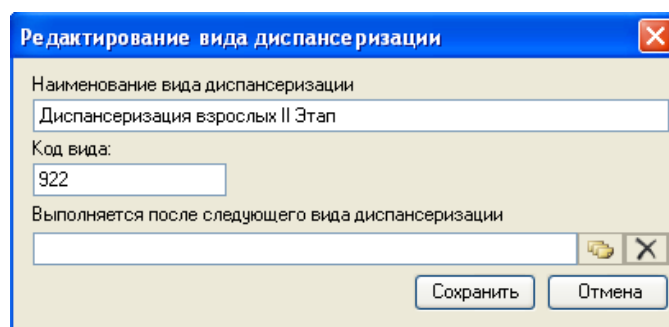 Редактирование вида диспансеризации
Наименование вида диспансеризации
Диспансеризация взрослых II Этап
Код вида:
922
Выполняется после следующего вида диспансеризации
Сохранить Отмена